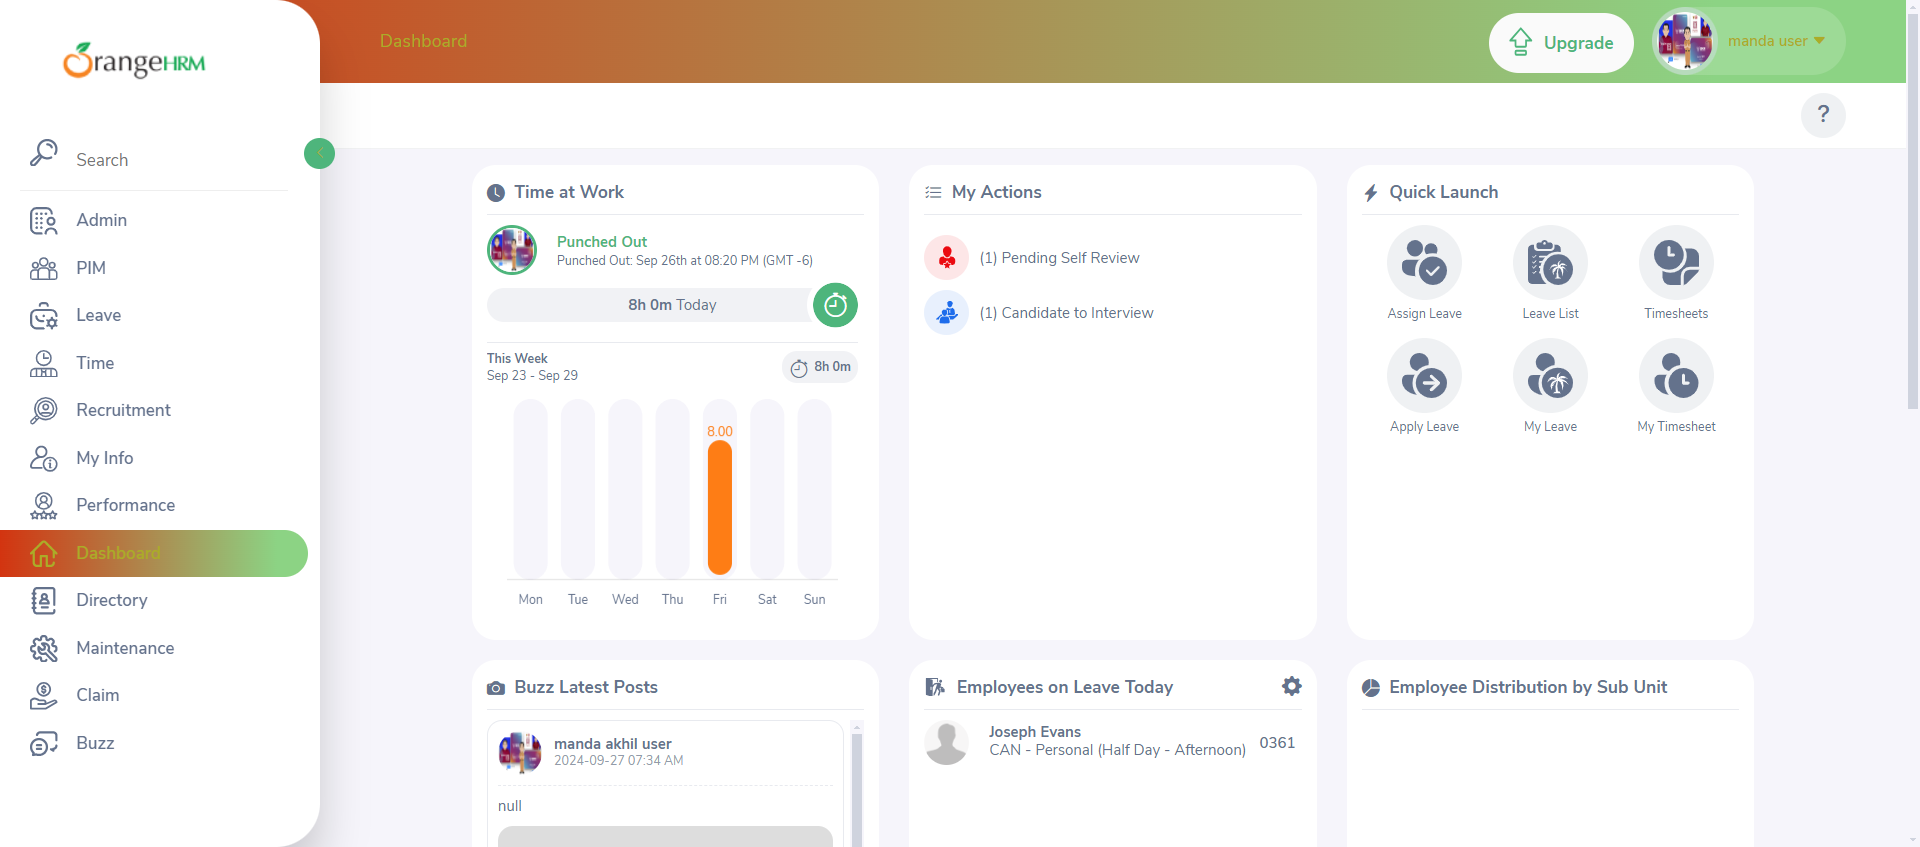 OrangeHRM
Search
Admin
PIM
Leave
Time
Recruitment
My Info
Performance
Dashboard
Directory
Maintenance
Claim
Buzz
Dashboard
Upgrade
manda user
?
Time at Work
Punched Out
Punched Out: Sep 26th at 08:20 PM (GMT -6)
8h 0m Today
This Week
Sep 23 - Sep 29
8h 0m
8.00
Mon Tue Wed Thu Fri Sat Sun
My Actions
(1) Pending Self Review
(1) Candidate to Interview
Quick Launch
Assign Leave Leave List Timesheets
Apply Leave My Leave My Timesheet
Buzz Latest Posts
manda akhil user
2024-09-27 07:34 AM
null
Employees on Leave Today
Joseph Evans
CAN - Personal (Half Day - Afternoon) 0361
Employee Distribution by Sub Unit